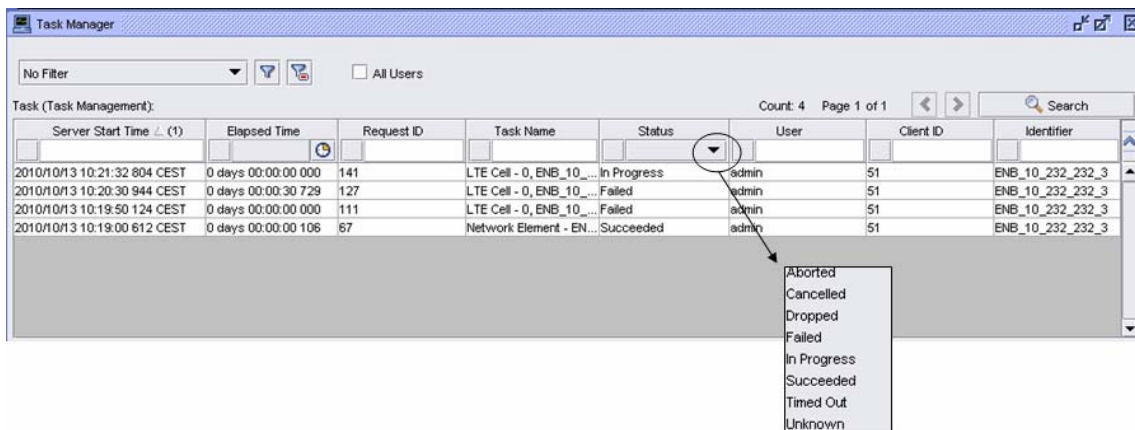 Task Manager
No Filter
All Users
Task (Task Management):
Count: 4 Page 1 of 1
Search
Server Start Time (1) Elapsed Time Request ID Task Name Status User Client ID Identifier
2010/10/13 10:21:32 804 CEST 0 days 00:00:00 000 141 LTE Cell - 0, ENB_10_... In Progress admin 51 ENB_10_232_232_3
2010/10/13 10:20:30 944 CEST 0 days 00:00:30 729 127 LTE Cell - 0, ENB_10_... Failed admin 51 ENB_10_232_232_3
2010/10/13 10:19:50 124 CEST 0 days 00:00:00 000 111 LTE Cell - 0, ENB_10_... Failed admin 51 ENB_10_232_232_3
2010/10/13 10:19:00 612 CEST 0 days 00:00:00 106 67 Network Element - EN... Succeeded admin 51 ENB_10_232_232_3
Aborted
Cancelled
Dropped
Failed
In Progress
Succeeded
Timed Out
Unknown